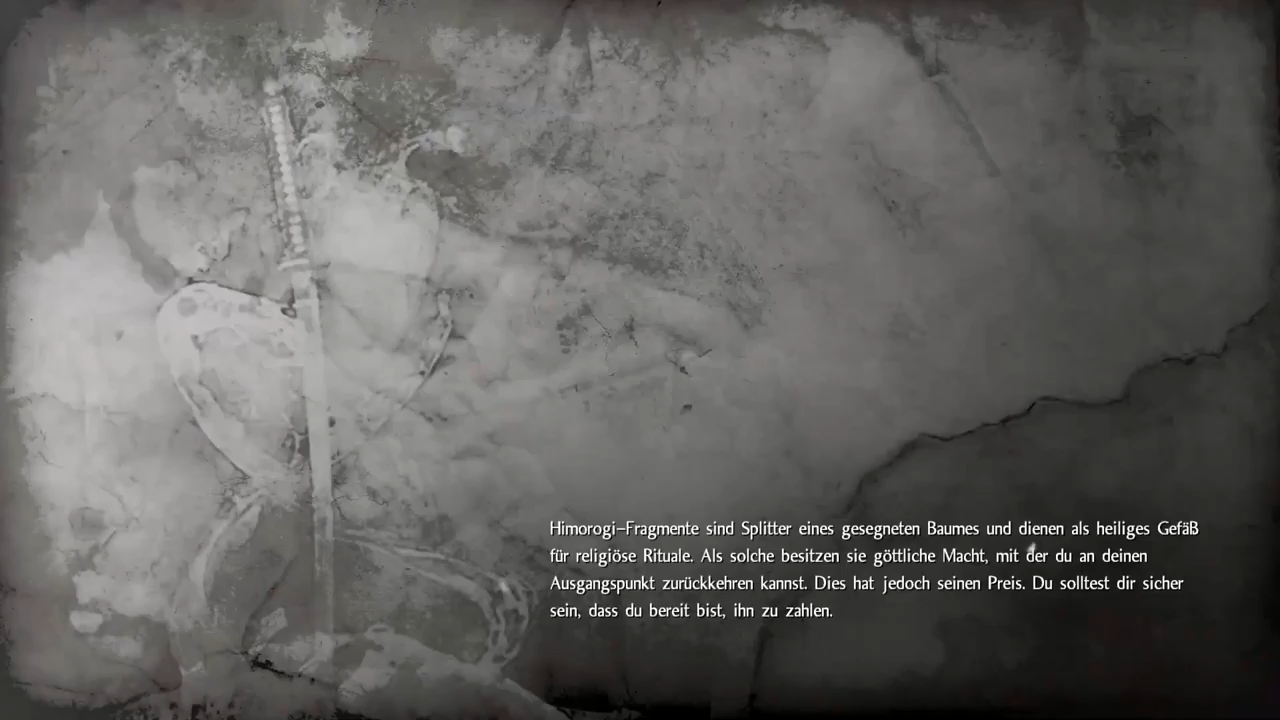 Himorogi-Fragmente sind Splitter eines gesegneten Baumes und dienen als heiliges Gefäß
für religiöse Rituale. Als solche besitzen sie göttliche Macht, mit der du an deinen
Ausgangspunkt zurückkehren kannst. Dies hat jedoch seinen Preis. Du solltest dir sicher
sein, dass du bereit bist, ihn zu zahlen.